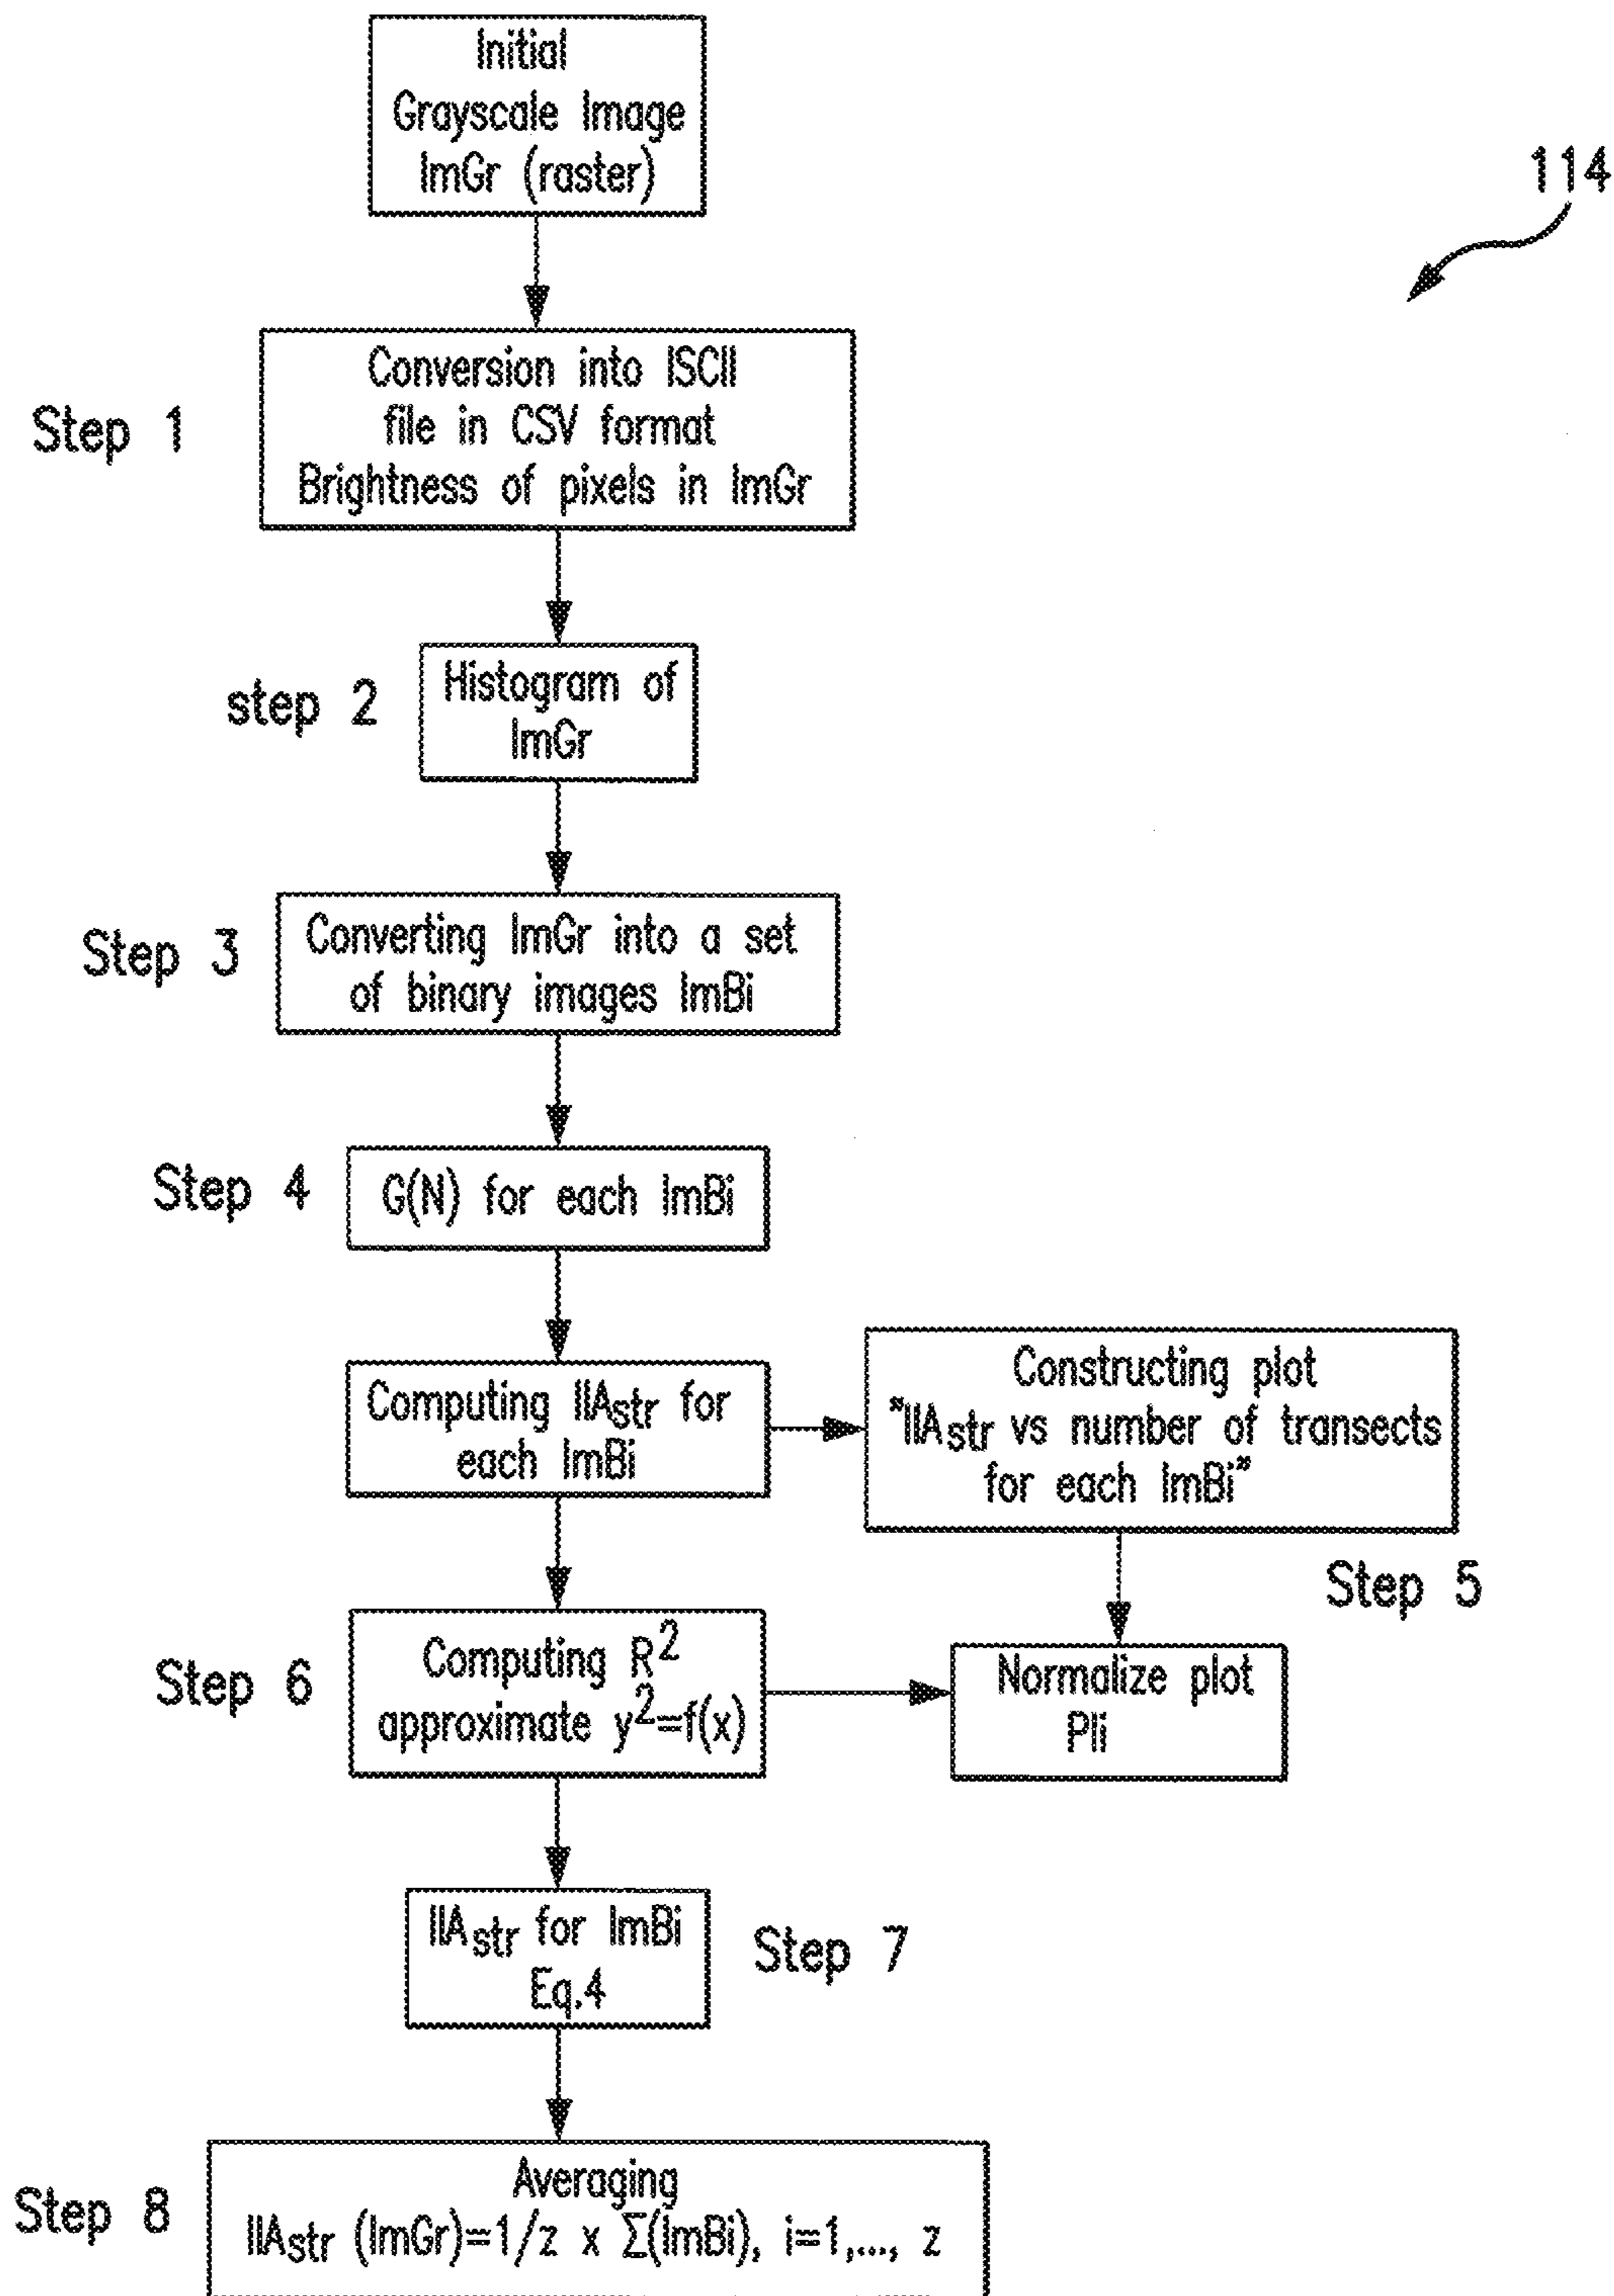 Initial
Grayscale Image
ImGr (raster)
114
Step 1
Conversion into ISCII
file in CSV format
Brightness of pixels in ImGr
step 2
Histogram of
ImGr
Step 3
Converting ImGr into a set
of binary images ImBi
Step 4
G(N) for each ImBi
Computing IIAstr for
each ImBi
Constructing plot
"IIAstr vs number of transects
for each ImBi"
Step 5
Step 6
Computing R²
approximate y²=f(x)
Normalize plot
Pli
IIAstr for ImBi
Eq.4
Step 7
Step 8
Averaging
IIAstr (ImGr)=1/z x Σ(ImBi), i=1,..., z